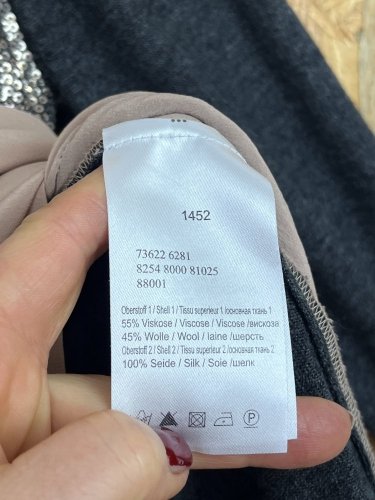 1452
73622 6281
8254 8000 81025
88001
Oberstoff 1 / Shell 1 / Tissu superieur 1 /основная ткань 1
55% Viskose / Viscose / Viscose /вискоза
45% Wolle / Wool / laine /шерсть
Oberstoff 2 / Shell 2 / Tissu superieur 2 /основная ткань 2
100% Seide / Silk / Soie /шелк
P